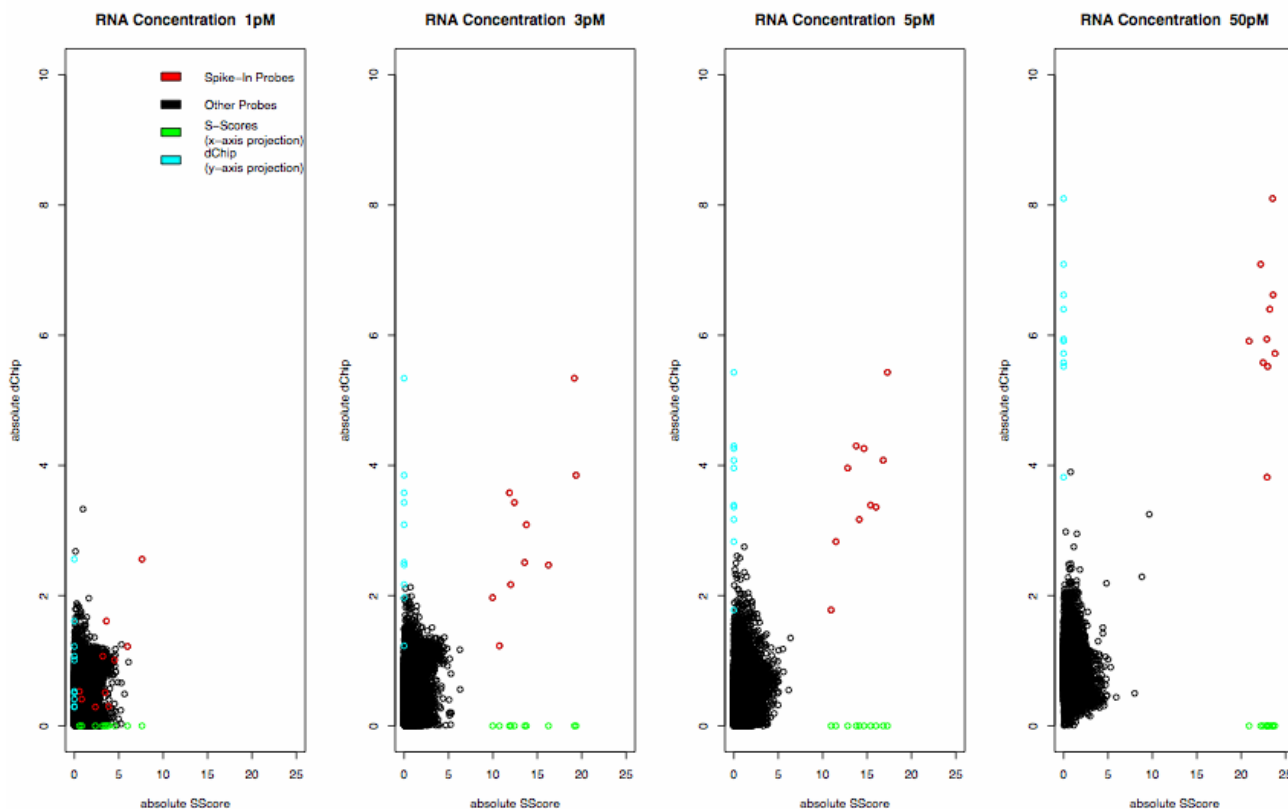 RNA Concentration 1pM
RNA Concentration 3pM
RNA Concentration 5pM
RNA Concentration 50pM
Spike-In Probes
Other Probes
S-Scores
(x-axis projection)
dChip
(y-axis projection)
absolute dChip
10
8
6
4
2
0
0 5 10 15 20 25
absolute SScore
absolute dChip
10
8
6
4
2
0
0 5 10 15 20 25
absolute SScore
absolute dChip
10
8
6
4
2
0
0 5 10 15 20 25
absolute SScore
absolute dChip
10
8
6
4
2
0
0 5 10 15 20 25
absolute SScore